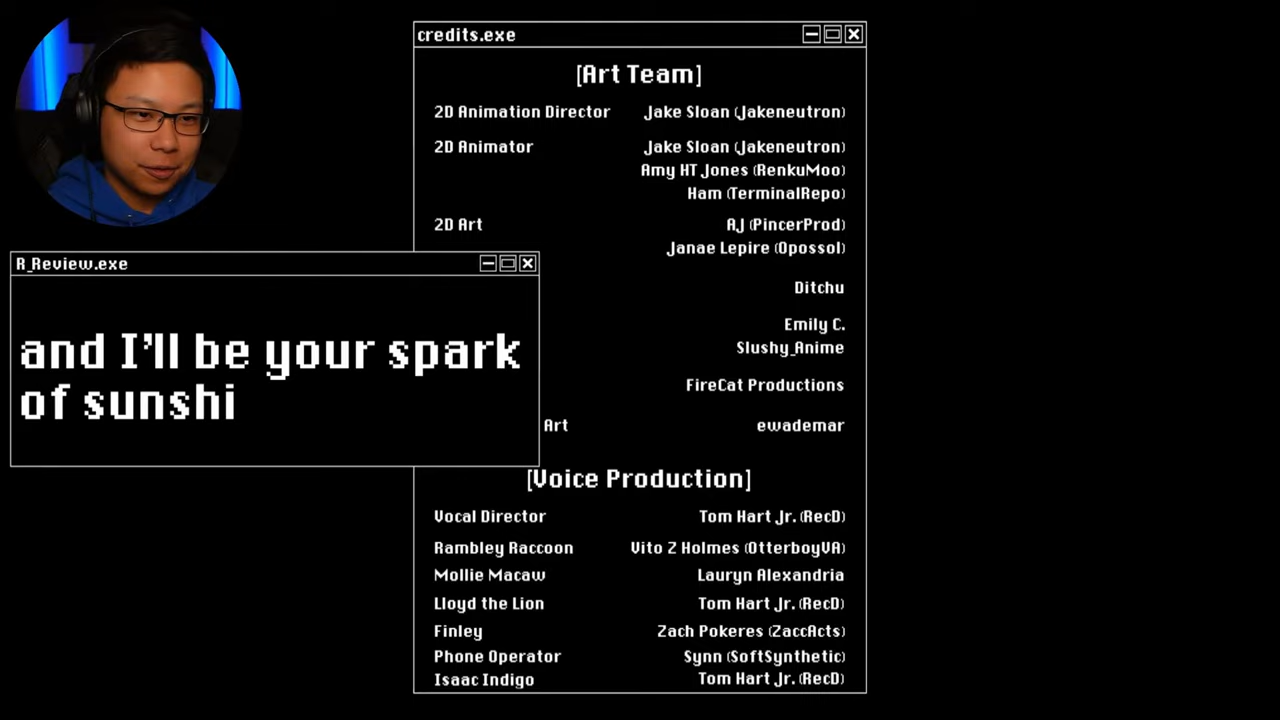 credits.exe
[Art Team]
2D Animation Director Jake Sloan (Jakeneutron)
2D Animator Jake Sloan (Jakeneutron)
Amy HT Jones (RenkuMoo)
Ham (TerminalRepo)
2D Art AJ (PincerProd)
Janae Lepire (Opossol)
R_Review.exe
and I'll be your spark
of sunshi
Ditchu
Emily C.
Slushy_Anime
FireCat Productions
Art ewademar
[Voice Production]
Vocal Director Tom Hart Jr. (RecD)
Rambley Raccoon Vito Z Holmes (OtterboyVA)
Mollie Macaw Lauryn Alexandria
Lloyd the Lion Tom Hart Jr. (RecD)
Finley Zach Pokeres (ZaccActs)
Phone Operator Synn (SoftSynthetic)
Isaac Indigo Tom Hart Jr. (RecD)